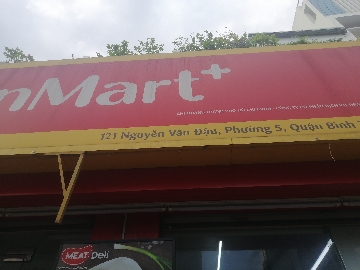 nMart+
121 Nguyễn Văn Đậu, Phường 5, Quận Bình
MEAT Deli